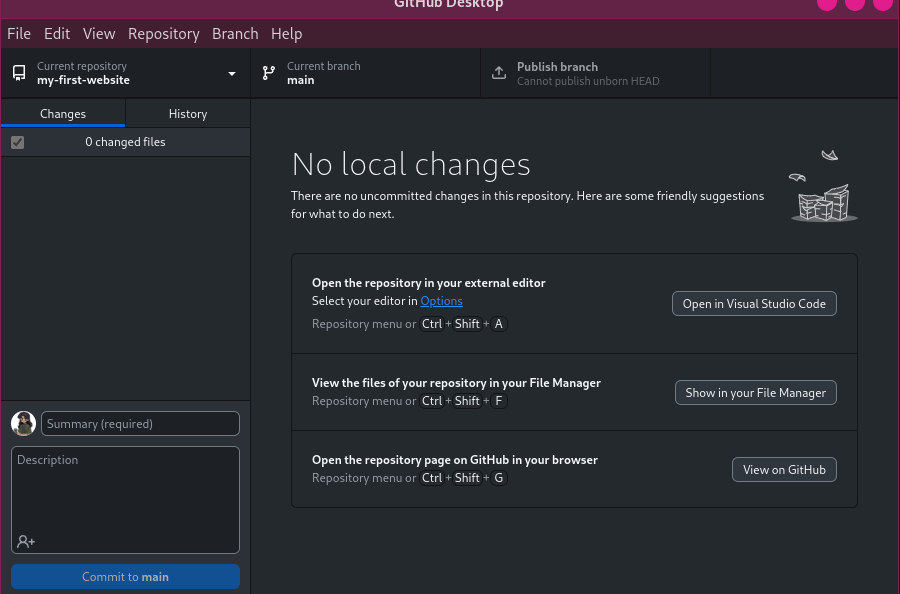 GitHub Desktop
File Edit View Repository Branch Help
Current repository
my-first-website
Current branch
main
Publish branch
Cannot publish unborn HEAD
Changes
History
0 changed files
No local changes
There are no uncommitted changes in this repository. Here are some friendly suggestions
for what to do next.
Open the repository in your external editor
Select your editor in Options
Repository menu or Ctrl + Shift + A
Open in Visual Studio Code
View the files of your repository in your File Manager
Repository menu or Ctrl + Shift + F
Show in your File Manager
Open the repository page on GitHub in your browser
Repository menu or Ctrl + Shift + G
View on GitHub
Summary (required)
Description
Commit to main